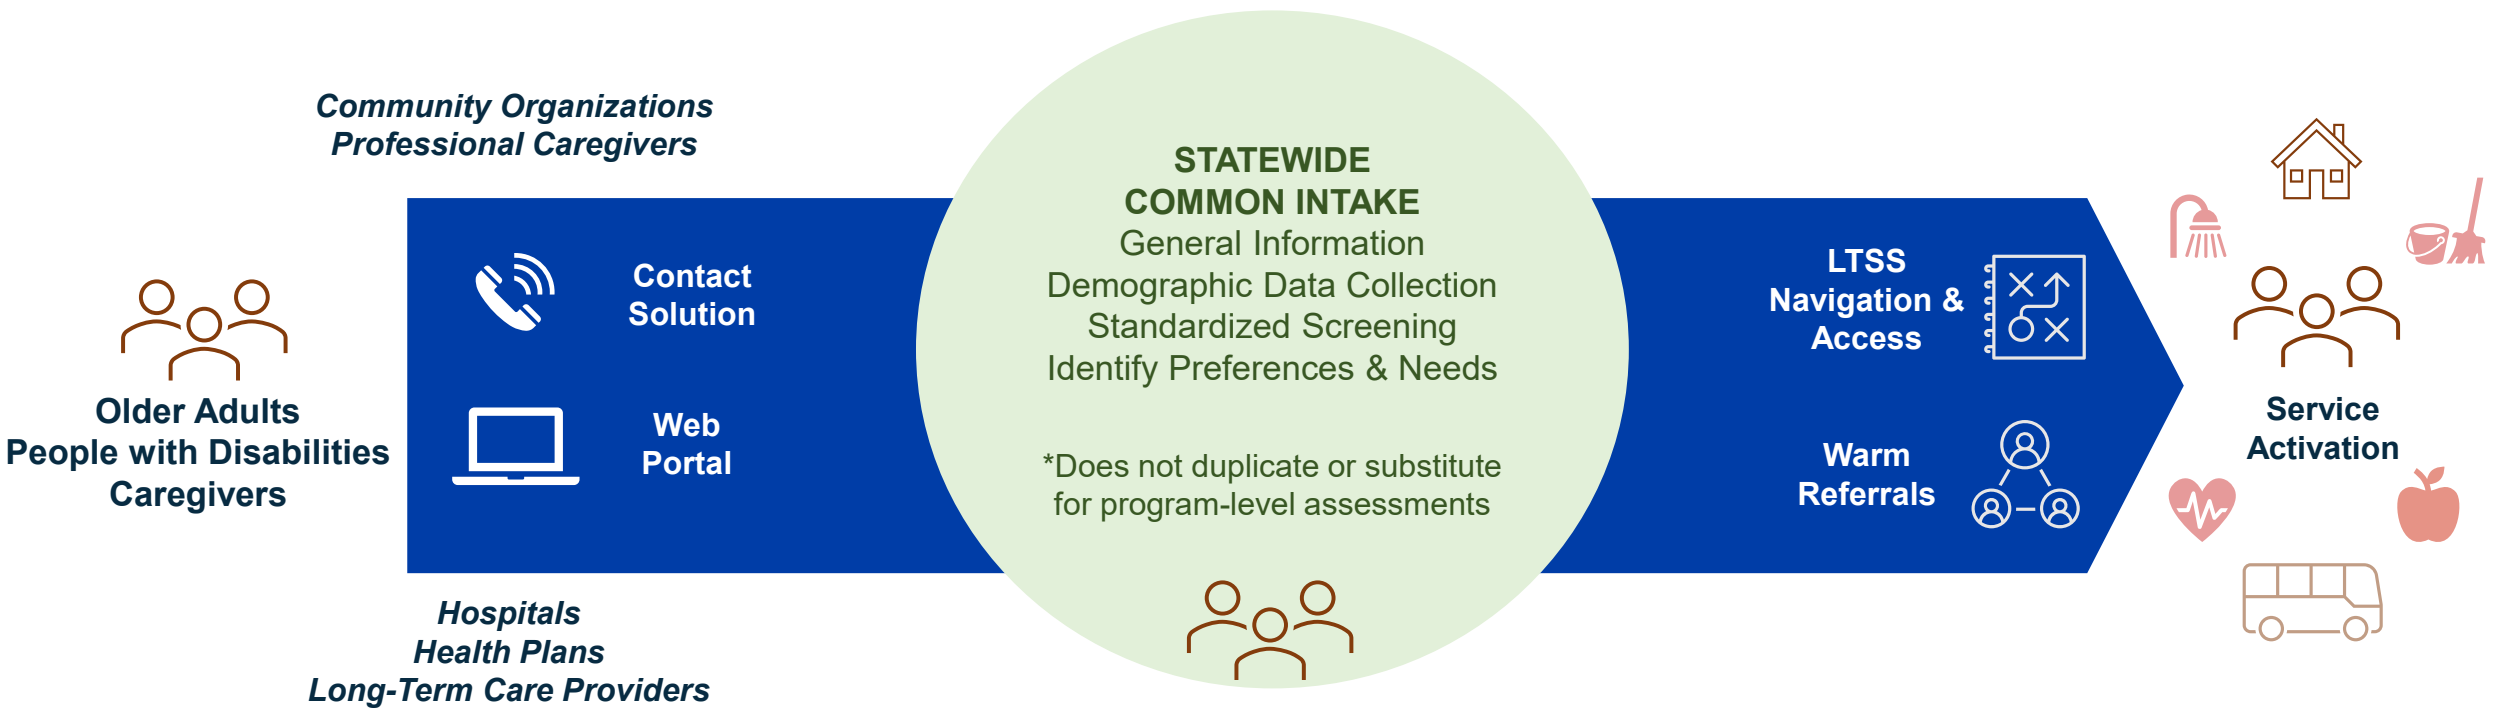 Community Organizations
Professional Caregivers
Older Adults
People with Disabilities
Caregivers
Contact
Solution
Web
Portal
Hospitals
Health Plans
Long-Term Care Providers
STATEWIDE
COMMON INTAKE
General Information
Demographic Data Collection
Standardized Screening
Identify Preferences & Needs
*Does not duplicate or substitute
for program-level assessments
LTSS
Navigation &
Access
Warm
Referrals
Service
Activation